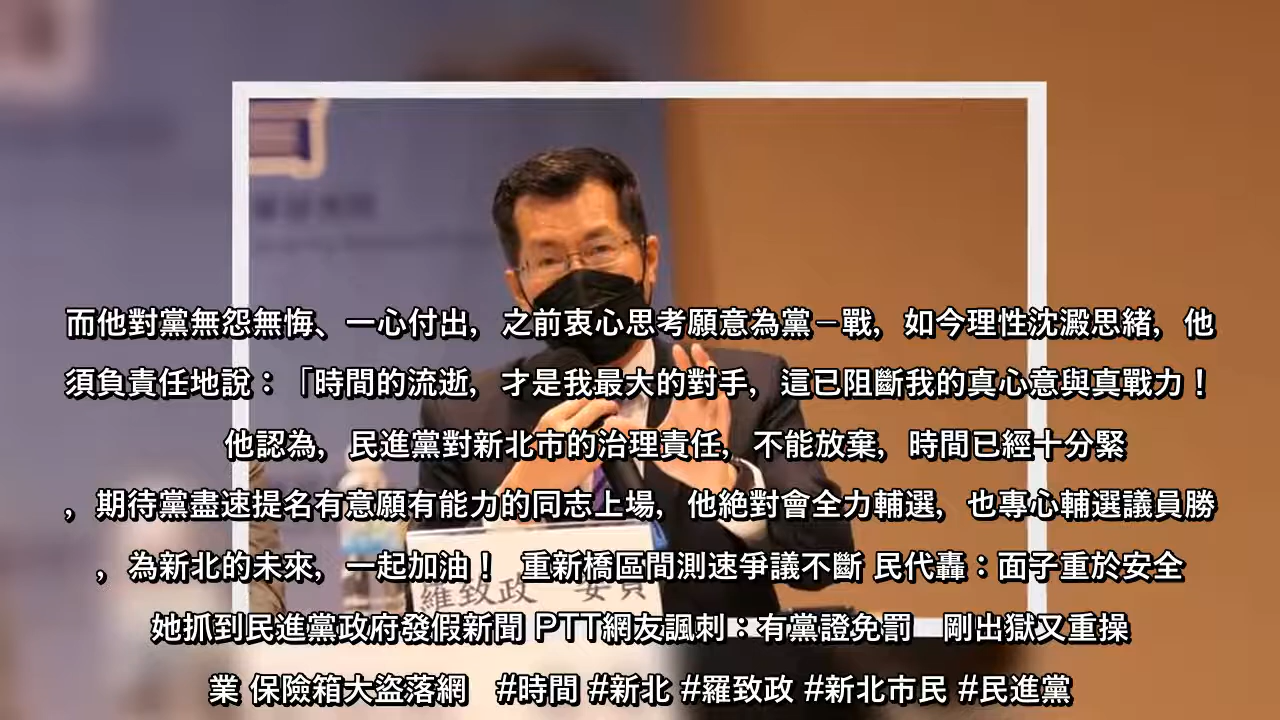 而他對黨無怨無悔、一心付出，之前衷心思考願意為黨一戰，如今理性沈澱思緒，他
須負責任地說：「時間的流逝，才是我最大的對手，這已阻斷我的真心意與真戰力！
他認為，民進黨對新北市的治理責任，不能放棄，時間已經十分緊
，期待黨盡速提名有意願有能力的同志上場，他絕對會全力輔選，也專心輔選議員勝
，為新北的未來，一起加油！ 重新橋區間測速爭議不斷 民代轟：面子重於安全
羅致政 委員
她抓到民進黨政府發假新聞 PTT網友諷刺：有黨證免罰 剛出獄又重操
業 保險箱大盜落網 #時間 #新北 #羅致政 #新北市民 #民進黨